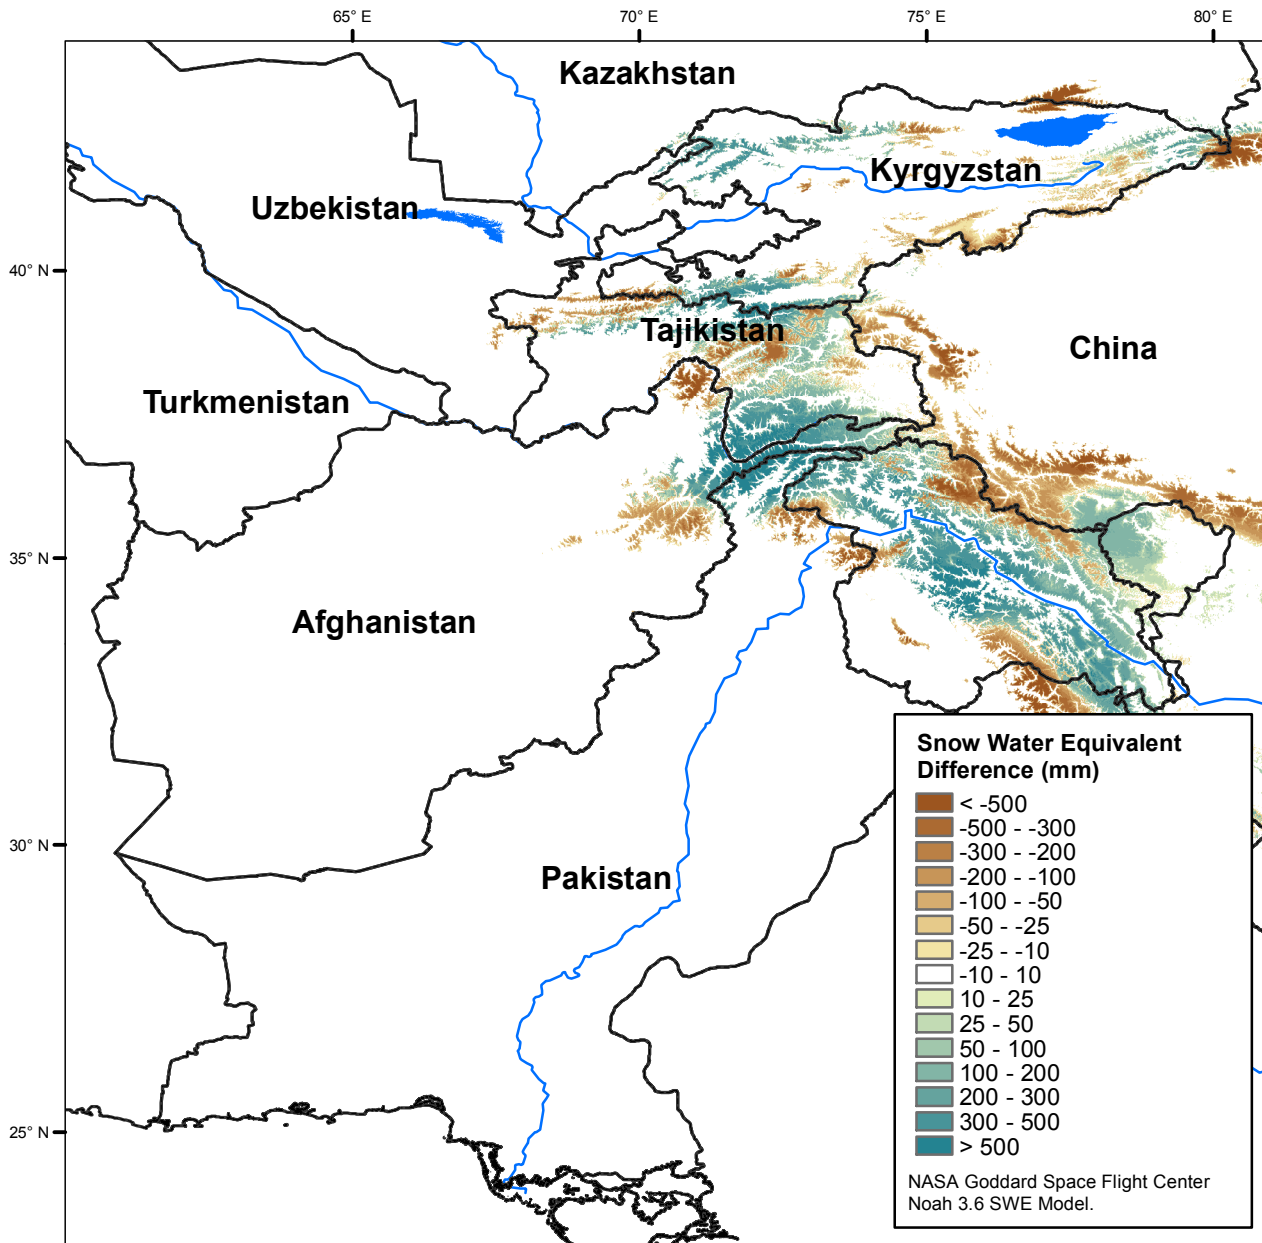 65° E
70° E
75° E
80° E
Kazakhstan
Kyrgyzstan
Uzbekistan
40° N
Tajikistan
China
Turkmenistan
35° N
Afghanistan
Snow Water Equivalent
Difference (mm)
< -500
-500 - -300
-300 - -200
-200 - -100
-100 - -50
-50 - -25
-25 - -10
-10 - 10
10 - 25
25 - 50
50 - 100
100 - 200
200 - 300
300 - 500
> 500
NASA Goddard Space Flight Center
Noah 3.6 SWE Model.
30° N
Pakistan
25° N